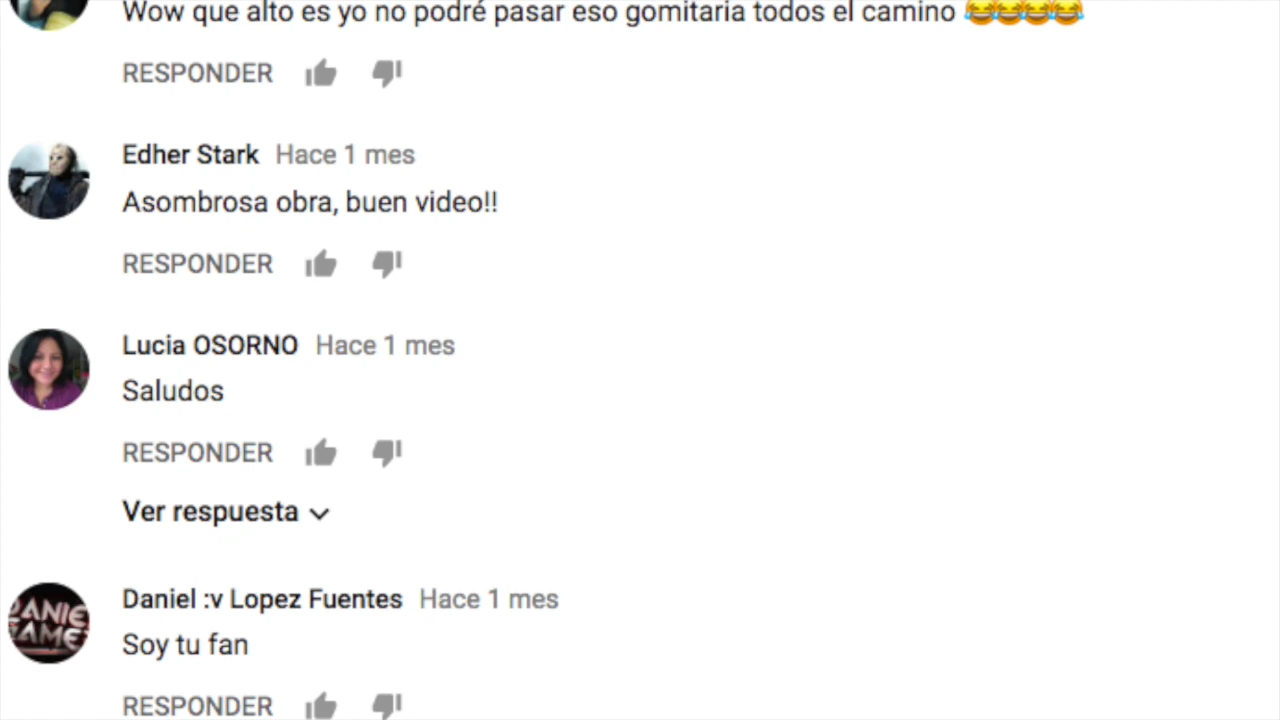 Wow que alto es yo no podré pasar eso gomitaria todos el camino 😂😂😂😂
RESPONDER
Edher Stark Hace 1 mes
Asombrosa obra, buen video!!
RESPONDER
Lucia OSORNO Hace 1 mes
Saludos
RESPONDER
Ver respuesta
Daniel :v Lopez Fuentes Hace 1 mes
DANIE
GAME
Soy tu fan
RESPONDER